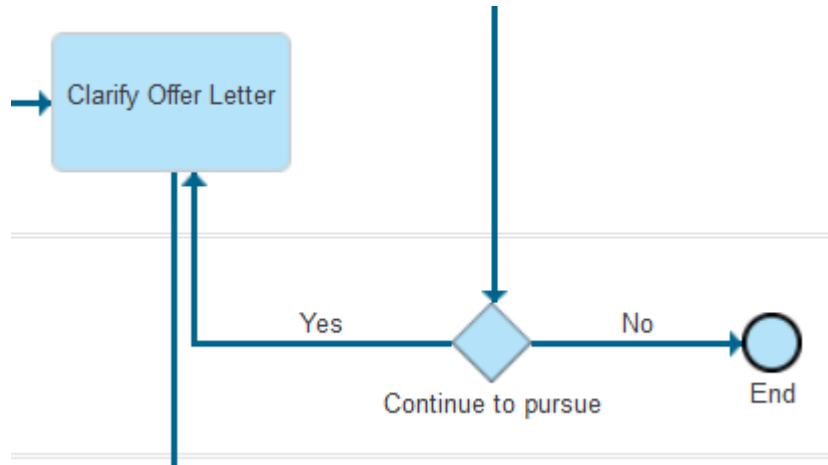 Clarify Offer Letter
Yes
No
Continue to pursue
End